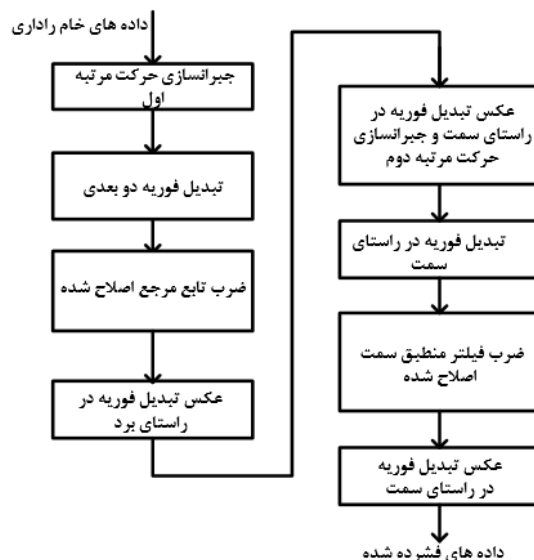 داده های خام راداری
جبرانسازی حرکت مرتبه
اول
تبدیل فوریه دو بعدی
ضرب تابع مرجع اصلاح شده
عکس تبدیل فوریه در
راستای برد
عکس تبدیل فوریه در
راستای سمت و جبرانسازی
حرکت مرتبه دوم
تبدیل فوریه در راستای
سمت
ضرب فیلتر منطبق سمت
اصلاح شده
عکس تبدیل فوریه
در راستای سمت
داده های فشرده شده